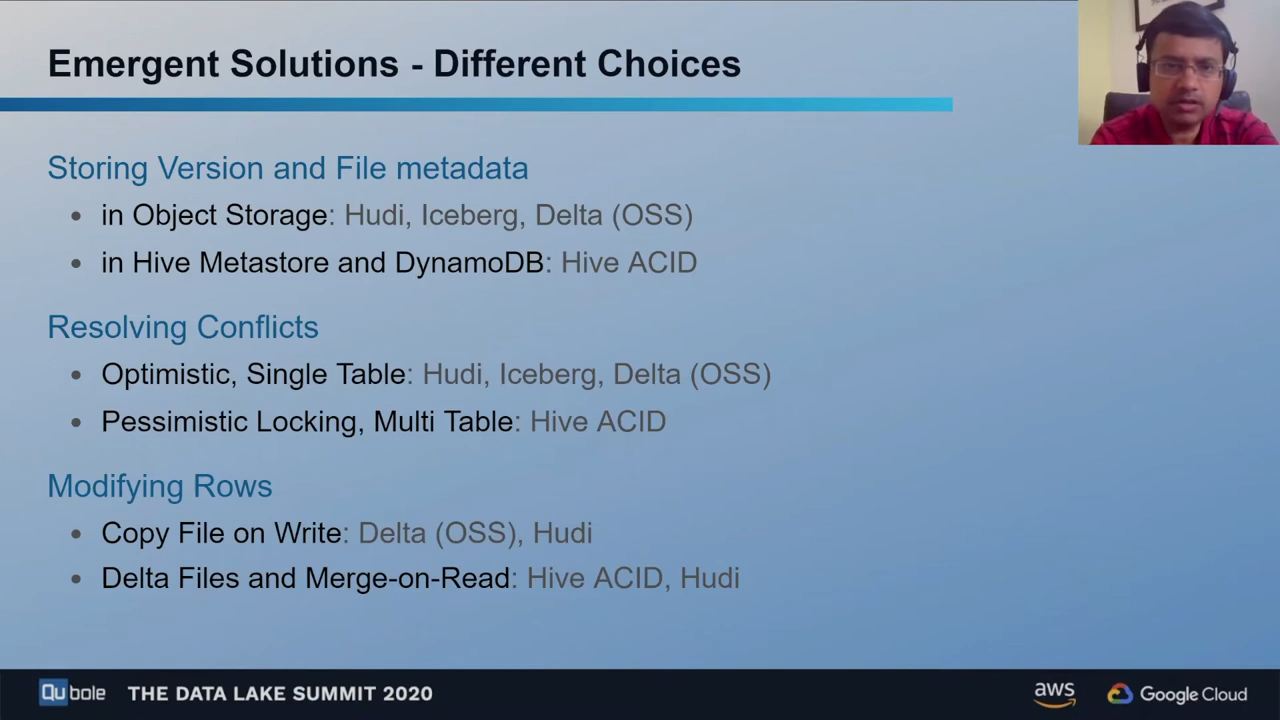 Emergent Solutions - Different Choices
Storing Version and File metadata
• in Object Storage: Hudi, Iceberg, Delta (OSS)
• in Hive Metastore and DynamoDB: Hive ACID
Resolving Conflicts
• Optimistic, Single Table: Hudi, Iceberg, Delta (OSS)
• Pessimistic Locking, Multi Table: Hive ACID
Modifying Rows
• Copy File on Write: Delta (OSS), Hudi
• Delta Files and Merge-on-Read: Hive ACID, Hudi
Qubole THE DATA LAKE SUMMIT 2020 aws Google Cloud